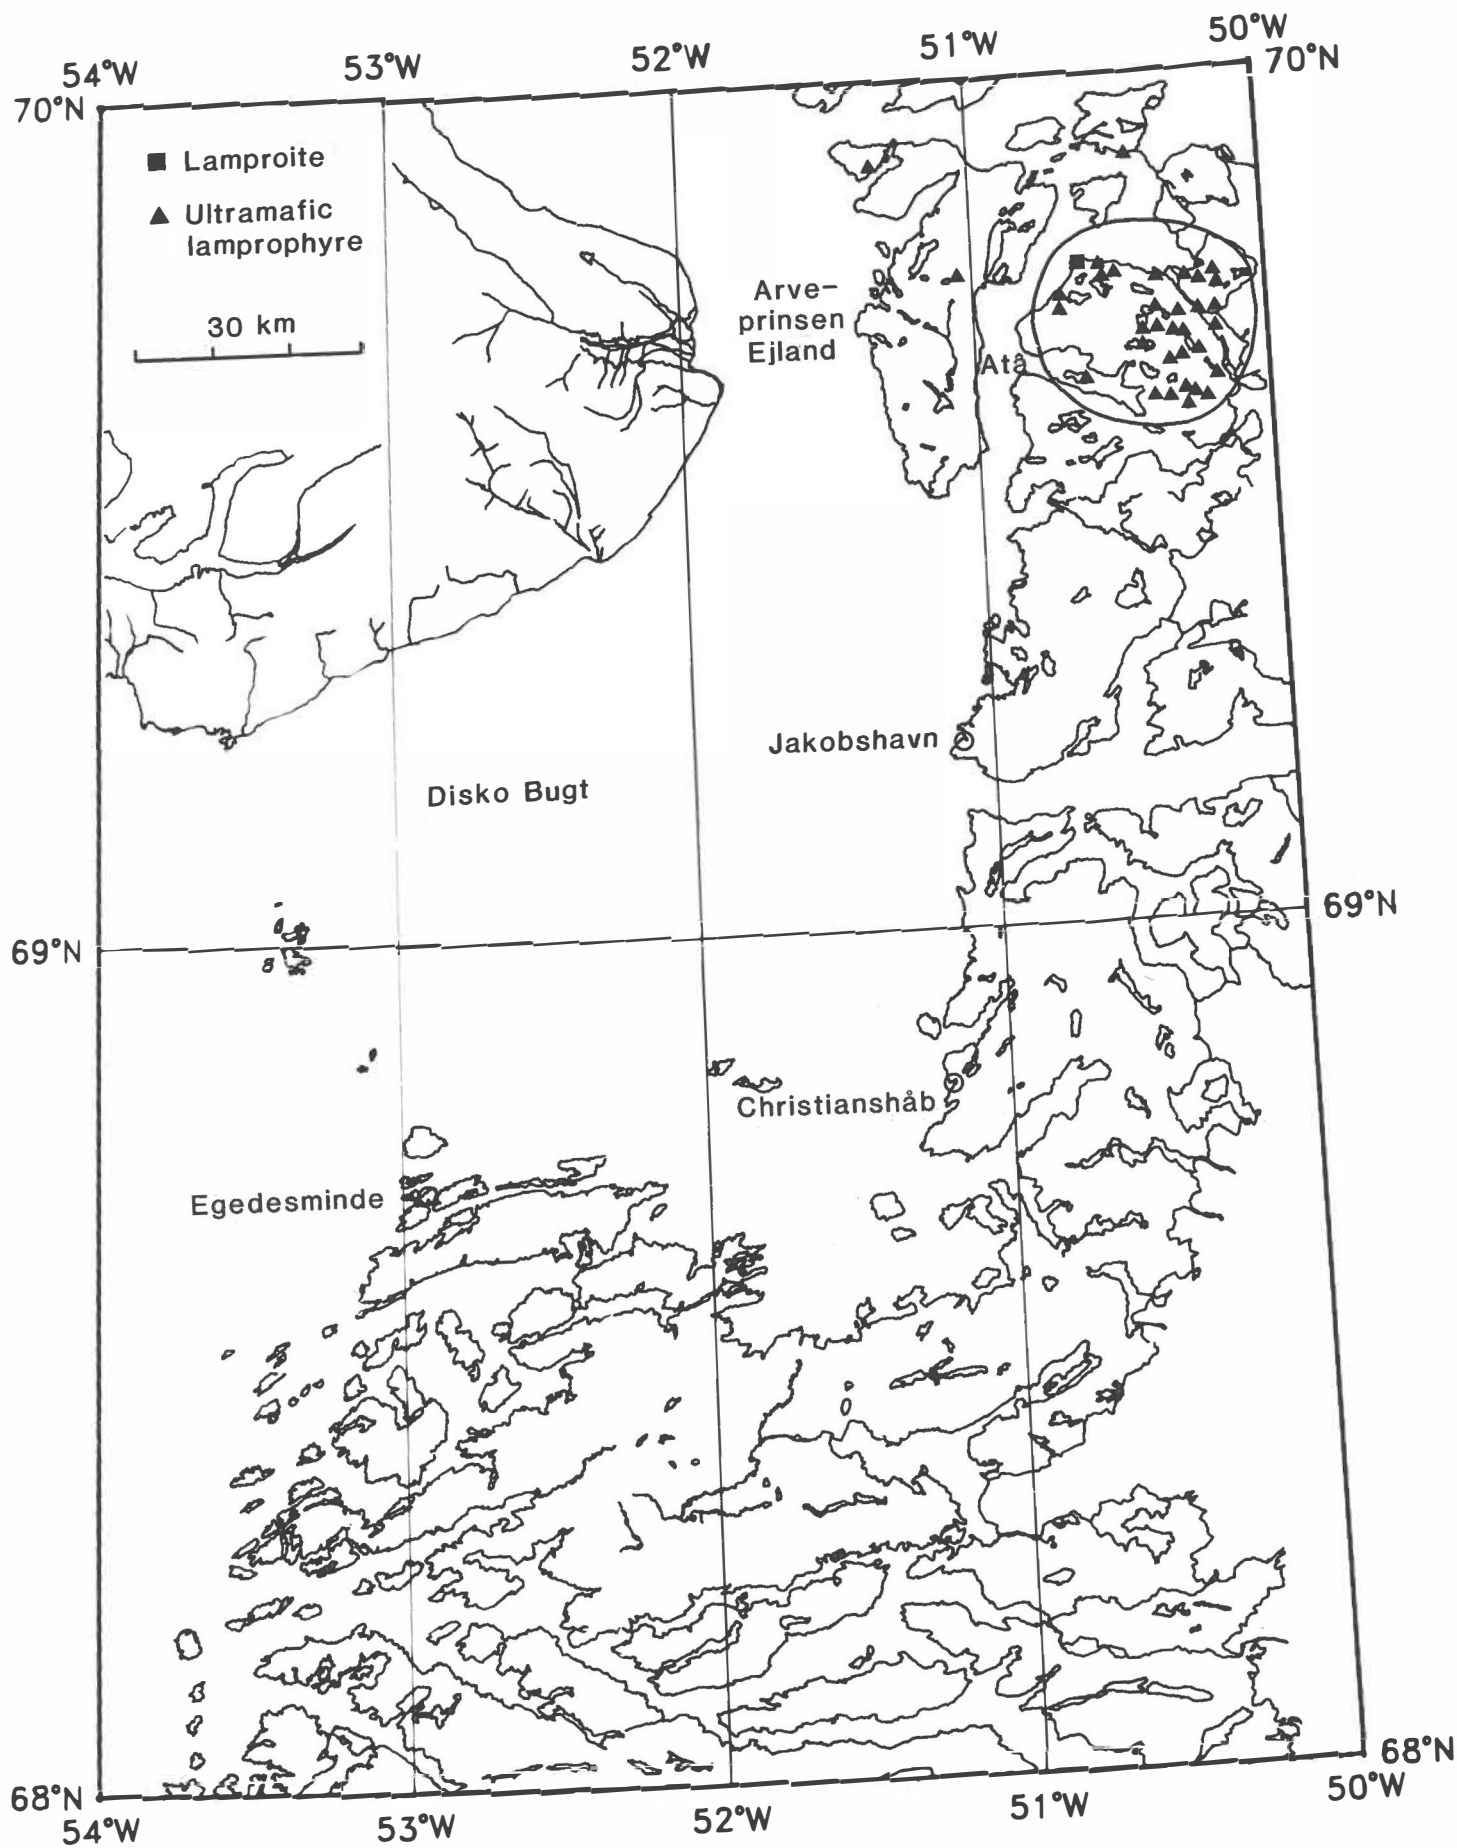 54°W
53°W
52°W
51°W
50°W
70°N
70°N
Lamproite
Ultramafic
lamprophyre
30 km
Arve-
prinsen
Ejland
Atâ
Jakobshavn
Disko Bugt
69°N
69°N
Christianshåb
Egedesminde
68°N
68°N
54°W
53°W
52°W
51°W
50°W